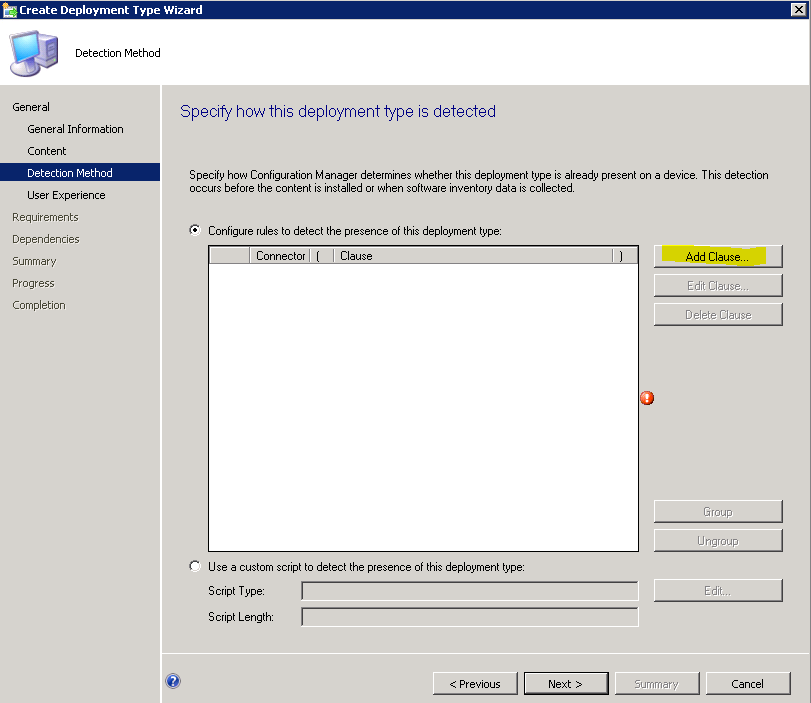 Create Deployment Type Wizard
Detection Method
General
General Information
Content
Detection Method
User Experience
Requirements
Dependencies
Summary
Progress
Completion
Specify how this deployment type is detected
Specify how Configuration Manager determines whether this deployment type is already present on a device. This detection
occurs before the content is installed or when software inventory data is collected.
Configure rules to detect the presence of this deployment type:
Connector ( Clause )
Add Clause...
Edit Clause...
Delete Clause
Group
Ungroup
Use a custom script to detect the presence of this deployment type:
Script Type:
Edit...
Script Length:
< Previous Next > Summary Cancel